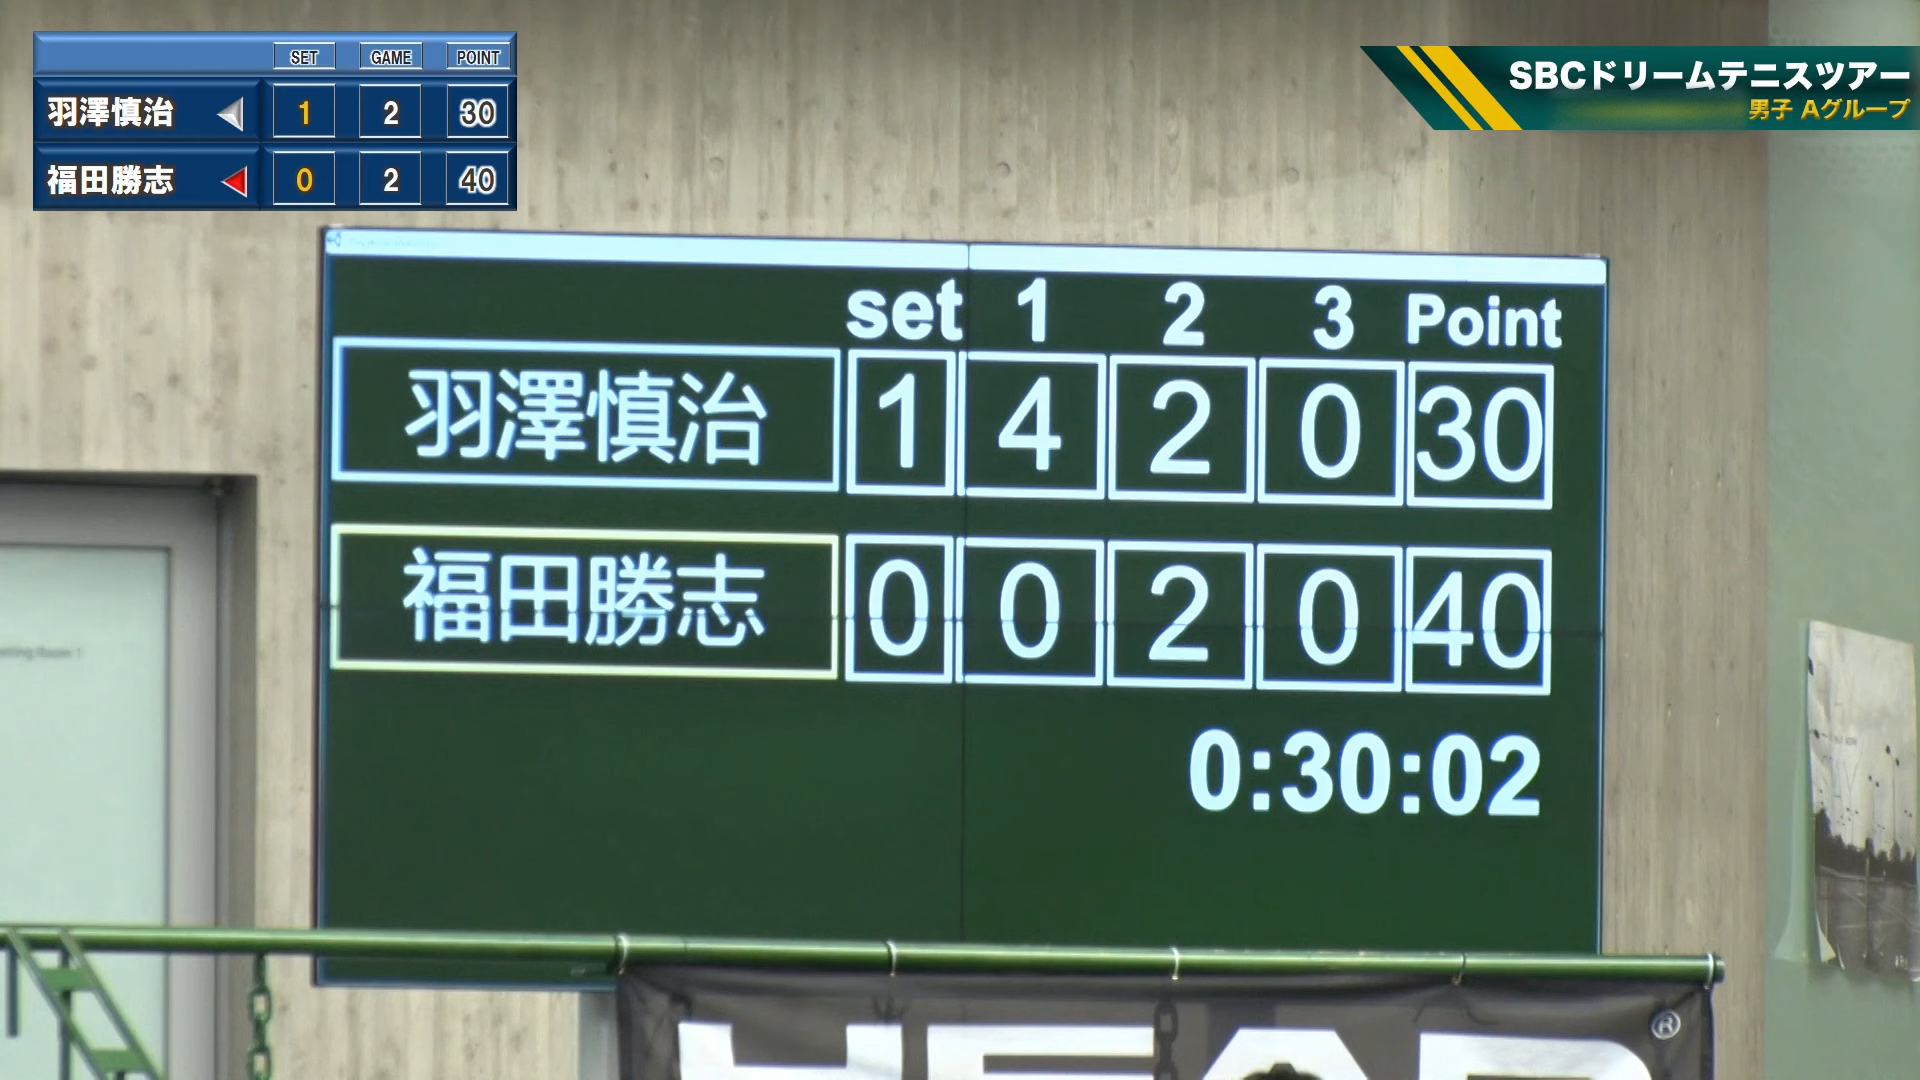 SET GAME POINT
羽澤慎治 1 2 30
福田勝志 0 2 40
SBCドリームテニスツアー
男子 Aグループ
set 1 2 3 Point
羽澤慎治 1 4 2 0 30
福田勝志 0 0 2 0 40
0:30:02
HEAD ®